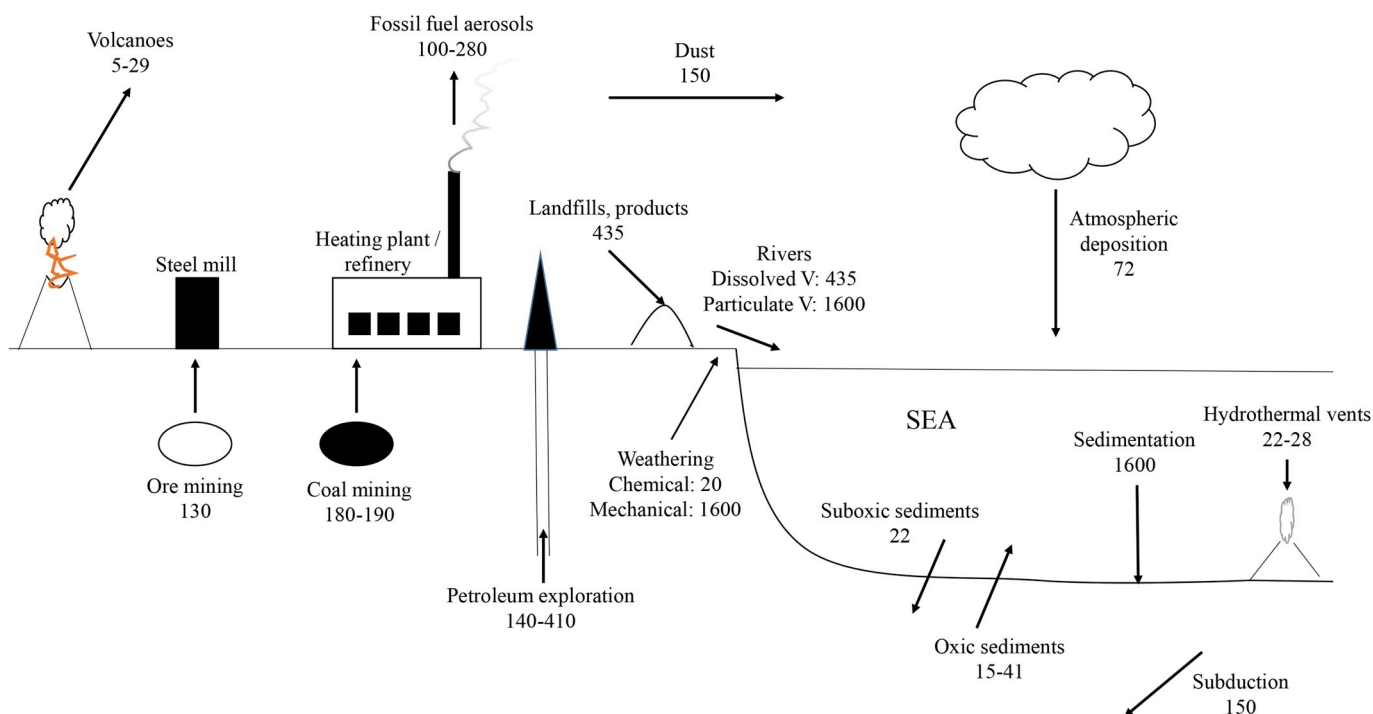 Volcanoes
5-29
Fossil fuel aerosols
100-280
Dust
150
Atmospheric
deposition
72
Landfills, products
435
Rivers
Dissolved V: 435
Particulate V: 1600
Steel mill
Heating plant /
refinery
Ore mining
130
Coal mining
180-190
Petroleum exploration
140-410
Weathering
Chemical: 20
Mechanical: 1600
SEA
Suboxic sediments
22
Oxic sediments
15-41
Sedimentation
1600
Hydrothermal vents
22-28
Subduction
150